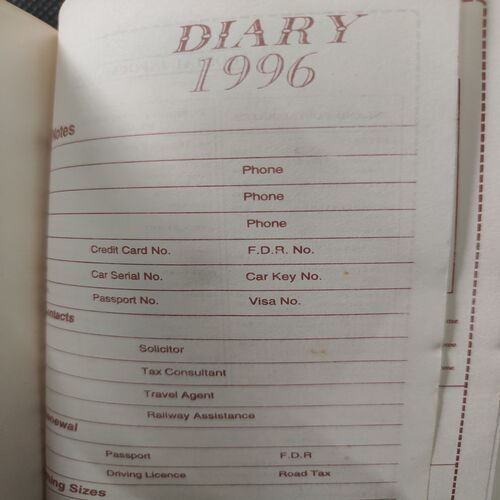 DIARY
1996
Notes
Phone
Phone
Phone
Credit Card No. F.D.R. No.
Car Serial No. Car Key No.
Passport No. Visa No.
Solicitor
Tax Consultant
Travel Agent
Railway Assistance
Passport F.D.R
Driving Licence Road Tax
Sizes